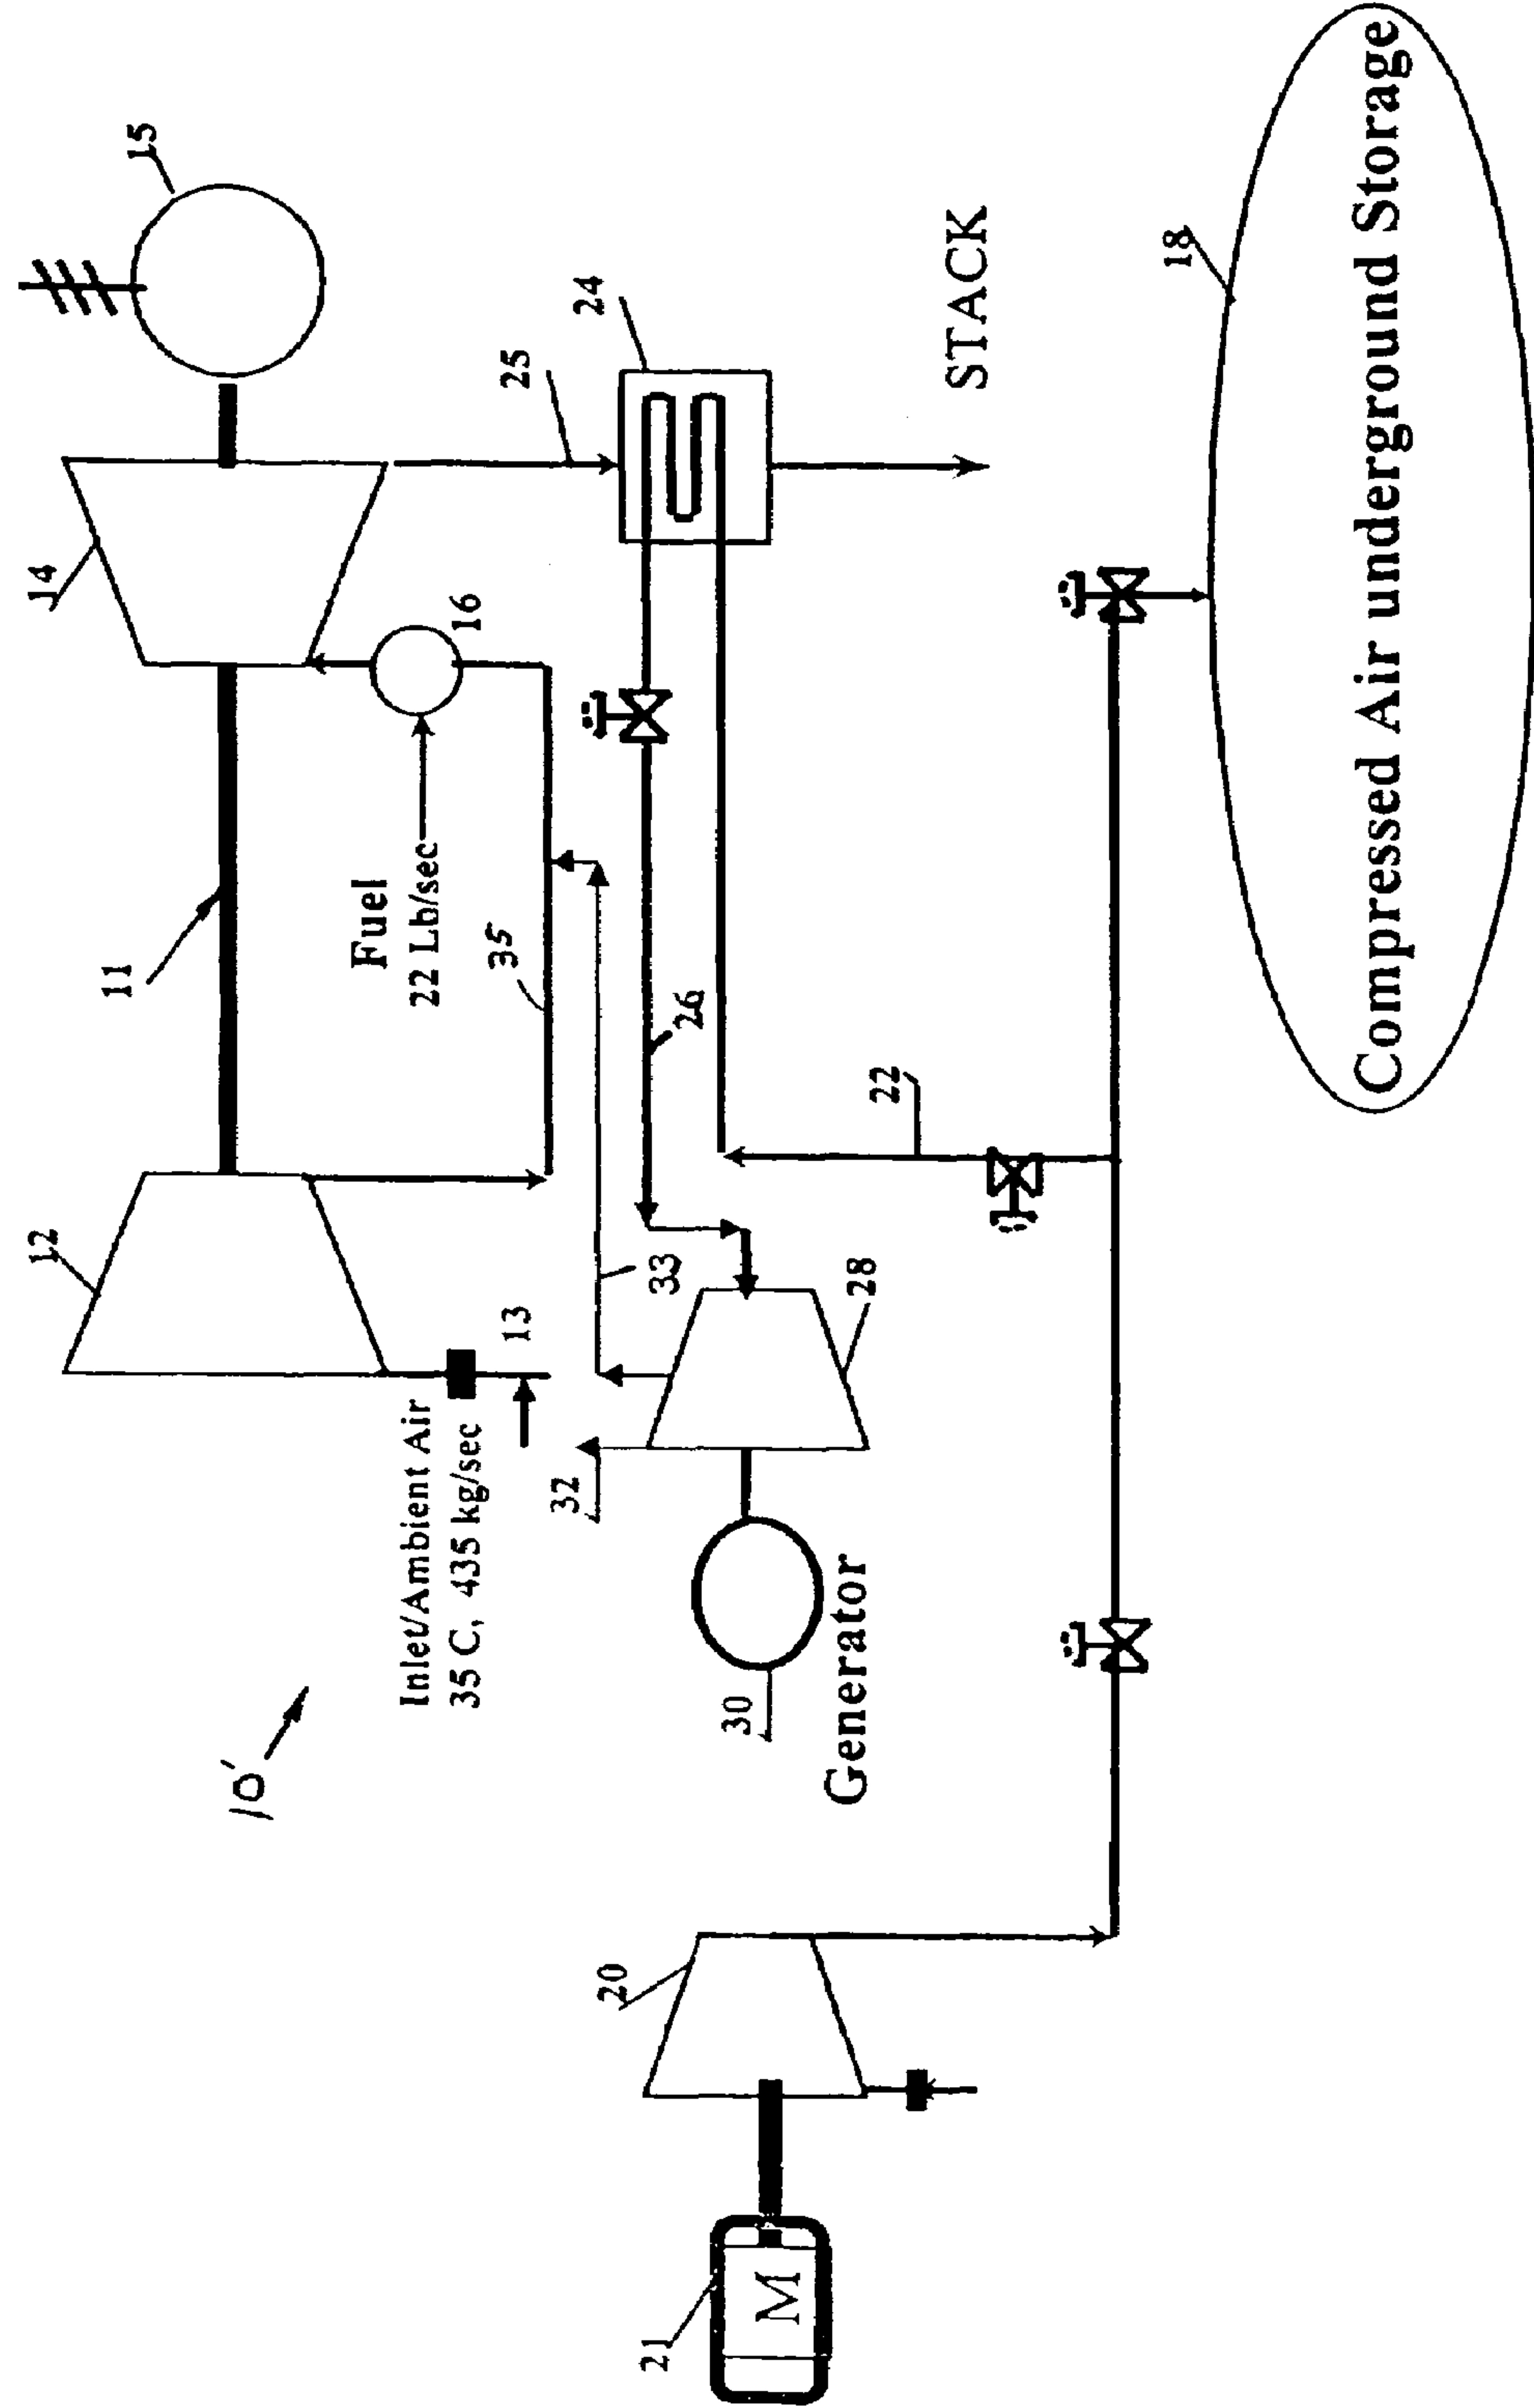 10'
11
12
14
15
Inlet/Ambient Air
35 C, 435 kg/sec
13
Fuel
22 Lb/sec
16
35
25
24
33
26
32
28
30
Generator
22
STACK
20
21
M
18
Compressed Air underground Storage